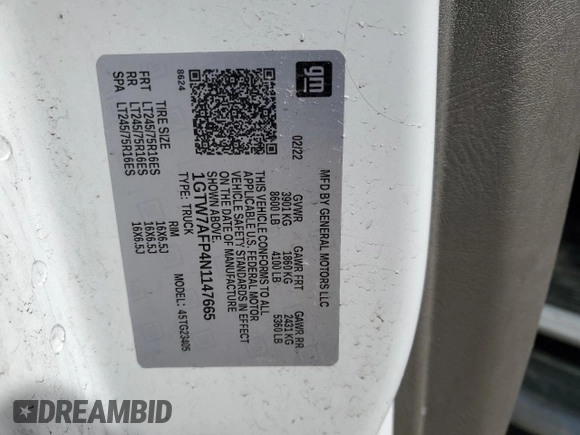 gm
MFD BY GENERAL MOTORS LLC
02/22
GVWR GAWR FRT GAWR RR
3901 KG 1860 KG 2431 KG
8600 LB 4100 LB 5360 LB
THIS VEHICLE CONFORMS TO ALL
APPLICABLE U.S. FEDERAL MOTOR
VEHICLE SAFETY STANDARDS IN EFFECT
ON THE DATE OF MANUFACTURE
SHOWN ABOVE.
1GTW7AFP4N1147665
TYPE: TRUCK MODEL: 45TG23405
8624
TIRE SIZE RIM
FRT LT245/75R16ES 16X6.5J
RR LT245/75R16ES 16X6.5J
SPA LT245/75R16ES 16X6.5J
DREAMBID